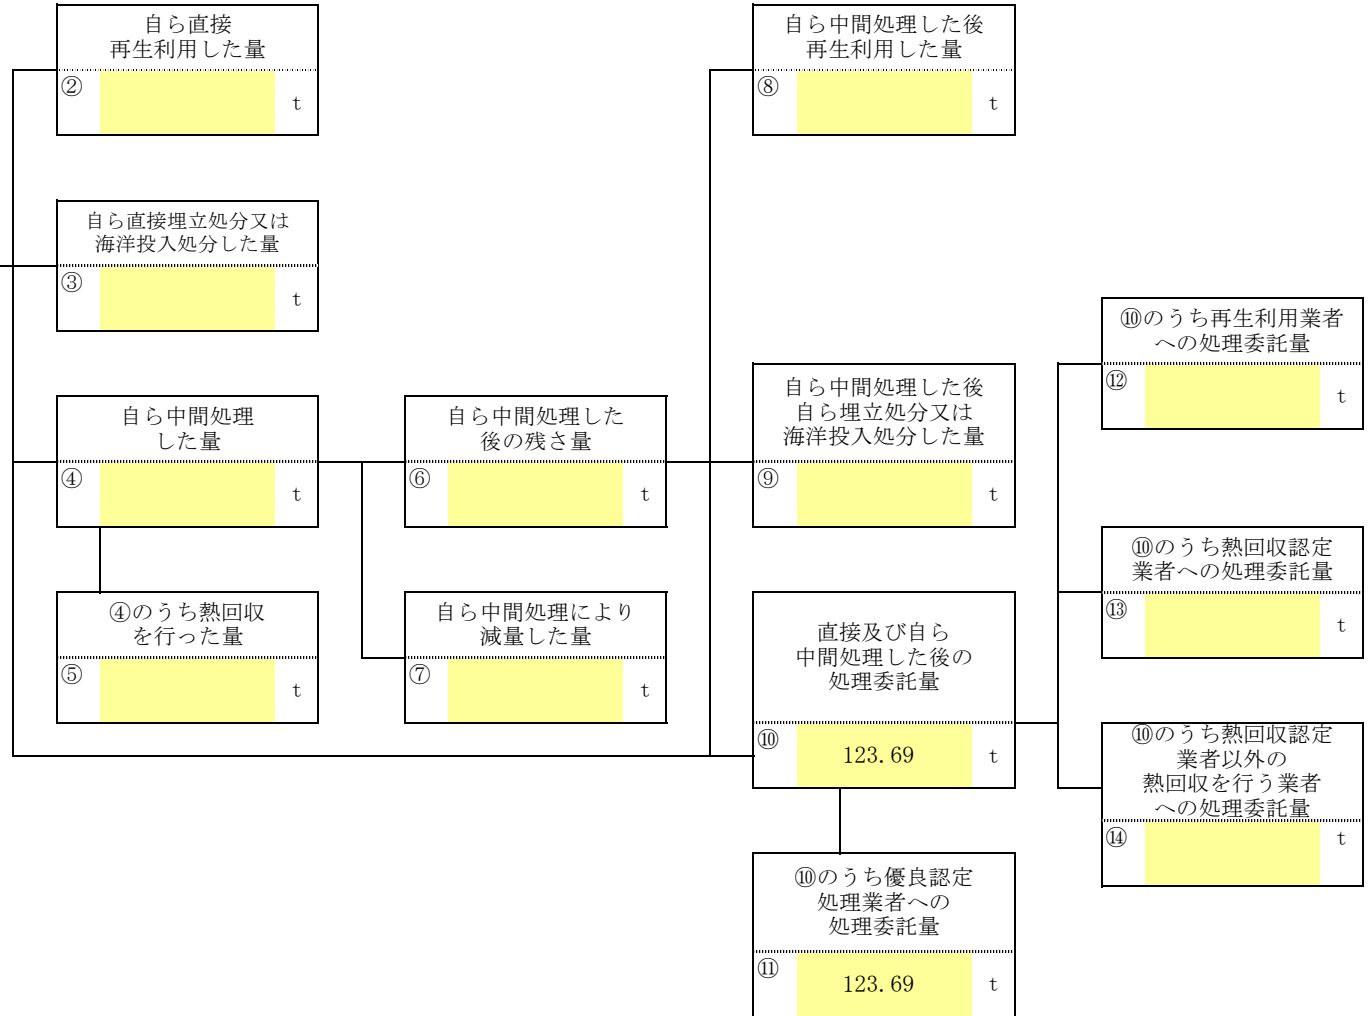 自ら直接
再生利用した量
②
t
自ら中間処理した後
再生利用した量
⑧
t
自ら直接埋立処分又は
海洋投入処分した量
③
t
⑩のうち再生利用業者
への処理委託量
⑫
t
自ら中間処理
した量
④
t
自ら中間処理した
後の残さ量
⑥
t
自ら中間処理した後
自ら埋立処分又は
海洋投入処分した量
⑨
t
⑩のうち熱回収認定
業者への処理委託量
⑬
t
④のうち熱回収
を行った量
⑤
t
自ら中間処理により
減量した量
⑦
t
直接及び自ら
中間処理した後の
処理委託量
⑩
123.69 t
⑩のうち熱回収認定
業者以外の
熱回収を行う業者
への処理委託量
⑭
t
⑩のうち優良認定
処理業者への
処理委託量
⑪
123.69 t